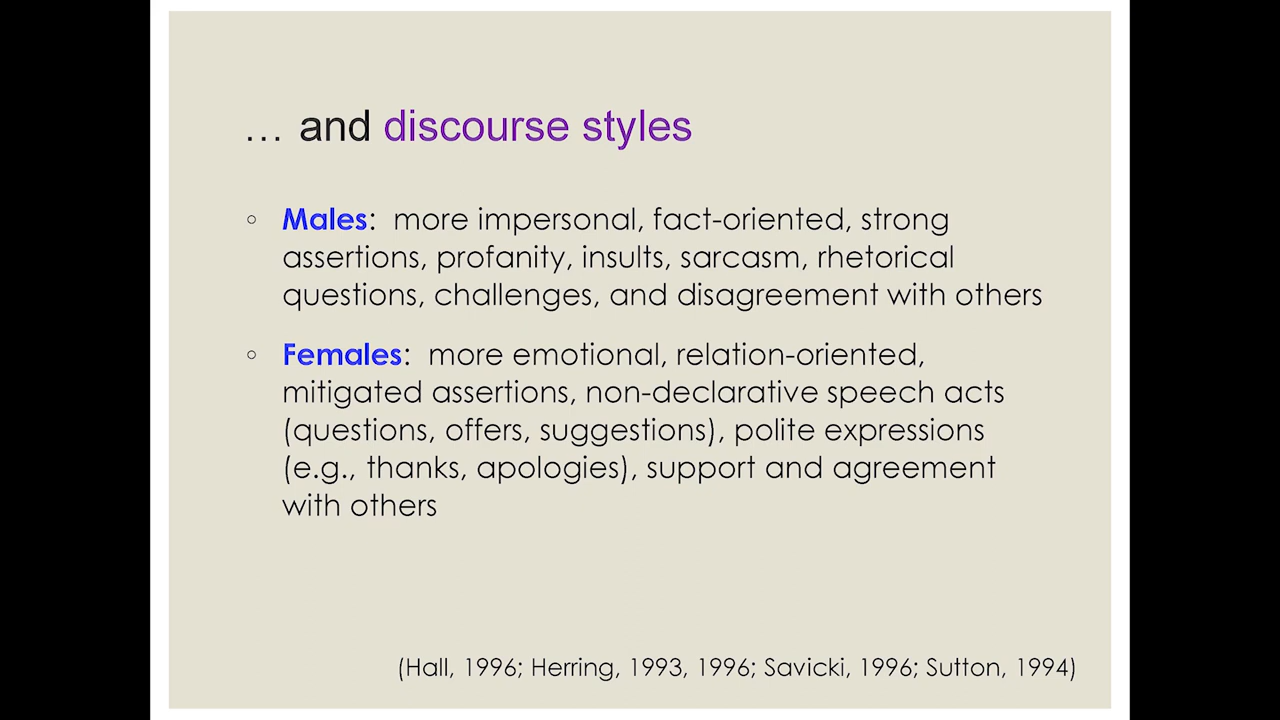 … and discourse styles
◦ Males: more impersonal, fact-oriented, strong
assertions, profanity, insults, sarcasm, rhetorical
questions, challenges, and disagreement with others
◦ Females: more emotional, relation-oriented,
mitigated assertions, non-declarative speech acts
(questions, offers, suggestions), polite expressions
(e.g., thanks, apologies), support and agreement
with others
(Hall, 1996; Herring, 1993, 1996; Savicki, 1996; Sutton, 1994)